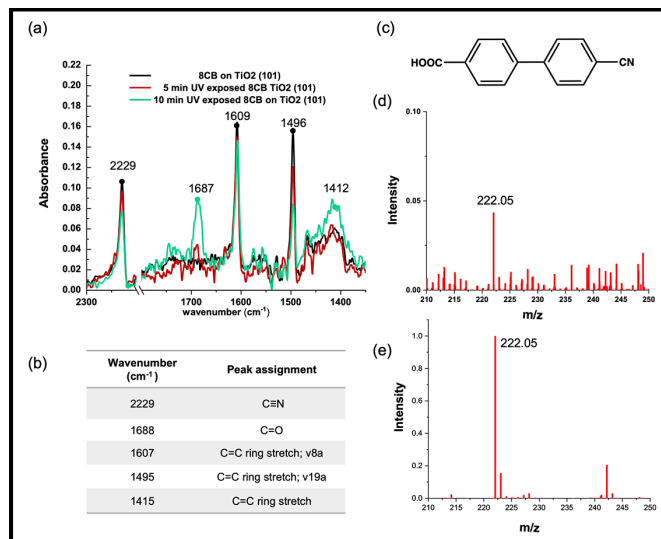 (a)
8CB on TiO2 (101)
5 min UV exposed 8CB TiO2 (101)
10 min UV exposed 8CB on TiO2 (101)
0.22
0.20
0.18
0.16
0.14
0.12
0.10
0.08
0.06
0.04
0.02
0.00
Absorbance
2229
1687
1609
1496
1412
2300
1700
1600
1500
1400
wavenumber (cm-1)
(b)
Wavenumber
(cm-1)
Peak assignment
2229
C≡N
1688
C=O
1607
C=C ring stretch; v8a
1495
C=C ring stretch; v19a
1415
C=C ring stretch
(c)
HOOC
CN
(d)
0.10
0.05
0.00
Intensity
222.05
210 215 220 225 230 235 240 245 250
m/z
(e)
1.0
0.8
0.6
0.4
0.2
0.0
Intensity
222.05
210 215 220 225 230 235 240 245 250
m/z